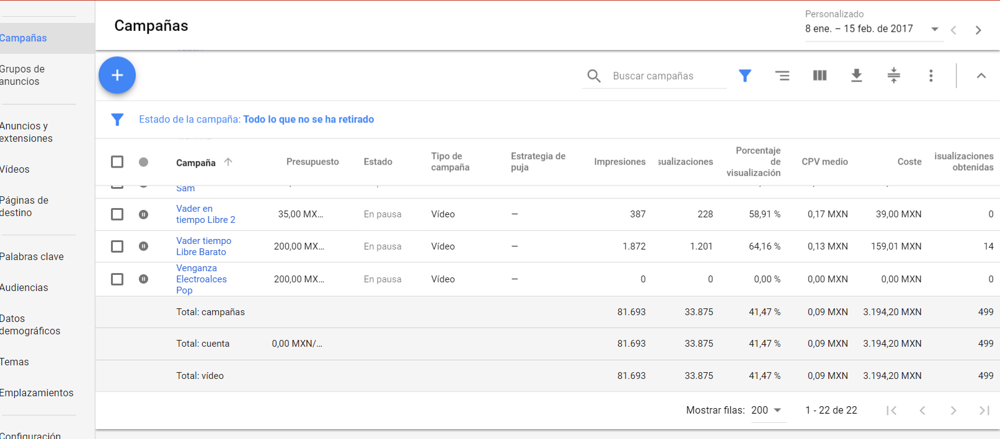 Personalizado
Campañas
8 ene. – 15 feb. de 2017
Campañas
Grupos de
anuncios
Buscar campañas
Estado de la campaña: Todo lo que no se ha retirado
Anuncios y
extensiones
Vídeos
Páginas de
destino
Palabras clave
Audiencias
Datos
demográficos
Temas
Emplazamientos
Configuración
Campaña
Presupuesto
Estado
Tipo de
campaña
Estrategia de
puja
Impresiones
sualizaciones
Porcentaje
de
visualización
CPV medio
Coste
isualizaciones
obtenidas
Sam
Vader en
tiempo Libre 2
35,00 MX... En pausa Vídeo — 387 228 58,91 % 0,17 MXN 39,00 MXN 0
Vader tiempo
Libre Barato
200,00 MX... En pausa Vídeo — 1.872 1.201 64,16 % 0,13 MXN 159,01 MXN 14
Venganza
Electroalces
Pop
200,00 MX... En pausa Vídeo — 0 0 0,00 % 0,00 MXN 0,00 MXN 0
Total: campañas 81.693 33.875 41,47 % 0,09 MXN 3.194,20 MXN 499
Total: cuenta 0,00 MXN/... 81.693 33.875 41,47 % 0,09 MXN 3.194,20 MXN 499
Total: vídeo 81.693 33.875 41,47 % 0,09 MXN 3.194,20 MXN 499
Mostrar filas: 200 1 - 22 de 22